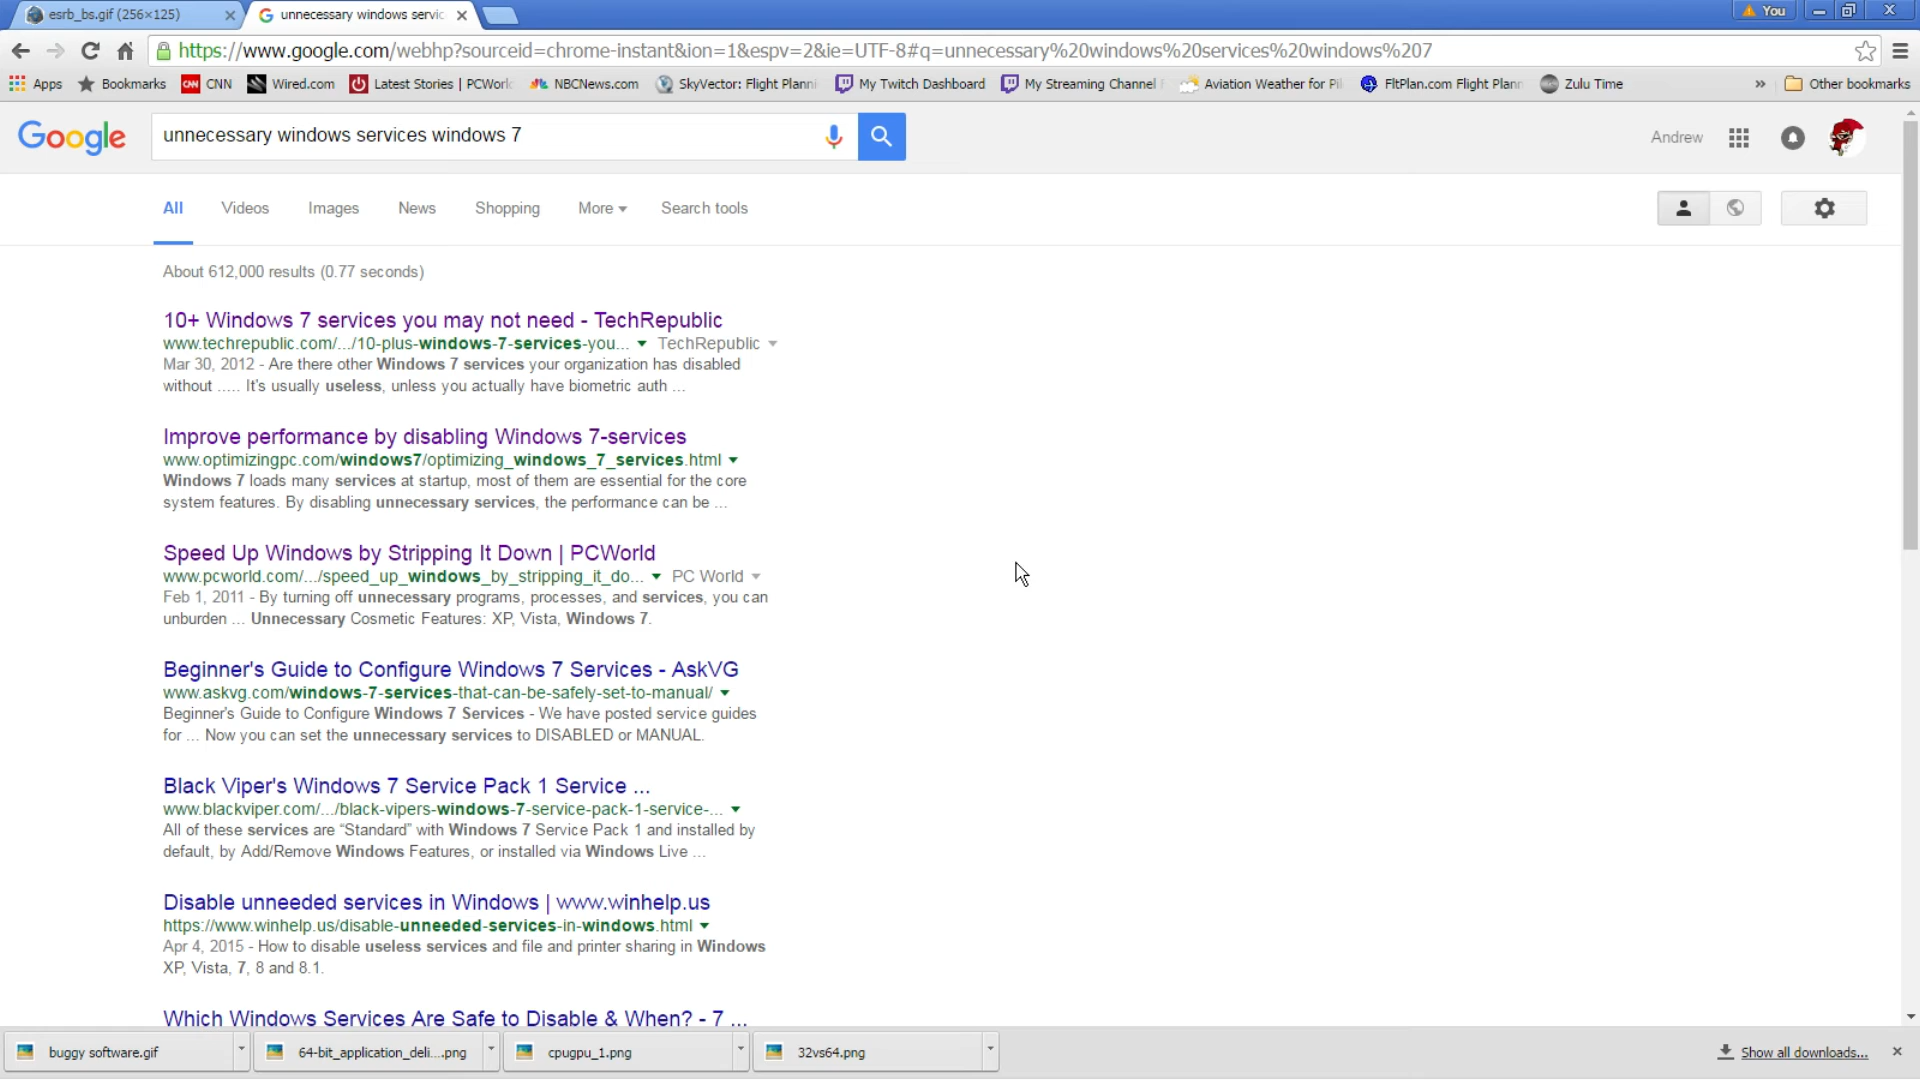 esrb_bs.gif (256×125)
unnecessary windows servic
You
https://www.google.com/webhp?sourceid=chrome-instant&ion=1&espv=2&ie=UTF-8#q=unnecessary%20windows%20services%20windows%207
Apps Bookmarks CNN CNN Wired.com Latest Stories | PCWork NBCNews.com SkyVector: Flight Planni My Twitch Dashboard My Streaming Channel Aviation Weather for Pil FltPlan.com Flight Plann Zulu Time » Other bookmarks
Google unnecessary windows services windows 7 Andrew
All Videos Images News Shopping More Search tools
About 612,000 results (0.77 seconds)
10+ Windows 7 services you may not need - TechRepublic
www.techrepublic.com/.../10-plus-windows-7-services-you... TechRepublic
Mar 30, 2012 - Are there other Windows 7 services your organization has disabled
without ..... It's usually useless, unless you actually have biometric auth ...
Improve performance by disabling Windows 7-services
www.optimizingpc.com/windows7/optimizing_windows_7_services.html
Windows 7 loads many services at startup, most of them are essential for the core
system features. By disabling unnecessary services, the performance can be ...
Speed Up Windows by Stripping It Down | PCWorld
www.pcworld.com/.../speed_up_windows_by_stripping_it_do... PC World
Feb 1, 2011 - By turning off unnecessary programs, processes, and services, you can
unburden ... Unnecessary Cosmetic Features: XP, Vista, Windows 7.
Beginner's Guide to Configure Windows 7 Services - AskVG
www.askvg.com/windows-7-services-that-can-be-safely-set-to-manual/
Beginner's Guide to Configure Windows 7 Services - We have posted service guides
for ... Now you can set the unnecessary services to DISABLED or MANUAL.
Black Viper's Windows 7 Service Pack 1 Service ...
www.blackviper.com/.../black-vipers-windows-7-service-pack-1-service-...
All of these services are “Standard” with Windows 7 Service Pack 1 and installed by
default, by Add/Remove Windows Features, or installed via Windows Live ...
Disable unneeded services in Windows | www.winhelp.us
https://www.winhelp.us/disable-unneeded-services-in-windows.html
Apr 4, 2015 - How to disable useless services and file and printer sharing in Windows
XP, Vista, 7, 8 and 8.1.
Which Windows Services Are Safe to Disable & When? - 7 ...
buggy software.gif 64-bit_application_deli....png cpugpu_1.png 32vs64.png Show all downloads...